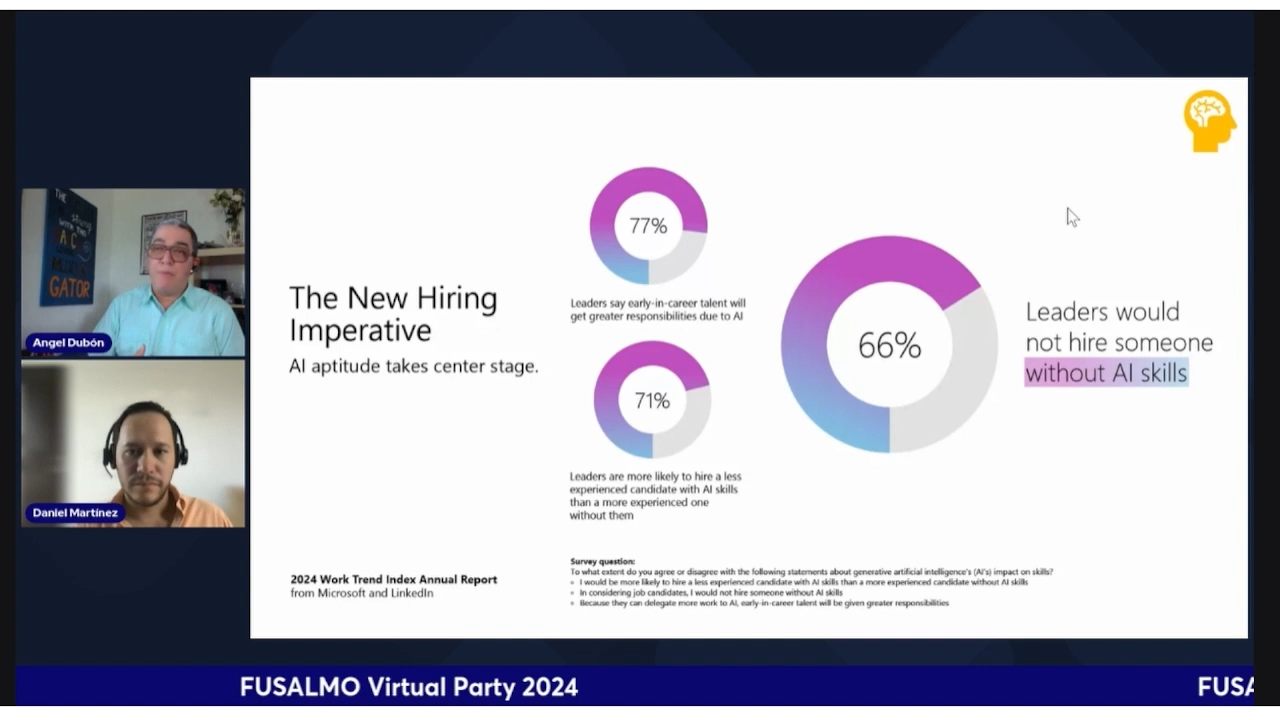 The New Hiring
Imperative
AI aptitude takes center stage.
77%
Leaders say early-in-career talent will
get greater responsibilities due to AI
71%
Leaders are more likely to hire a less
experienced candidate with AI skills
than a more experienced one
without them
66%
Leaders would
not hire someone
without AI skills
2024 Work Trend Index Annual Report
from Microsoft and LinkedIn
Survey question:
To what extent do you agree or disagree with the following statements about generative artificial intelligence's (AI's) impact on skills?
• I would be more likely to hire a less experienced candidate with AI skills than a more experienced candidate without AI skills
• In considering job candidates, I would not hire someone without AI skills
• Because they can delegate more work to AI, early-in-career talent will be given greater responsibilities
THE
GATOR
Angel Dubón
Daniel Martínez
FUSALMO Virtual Party 2024
FUSA